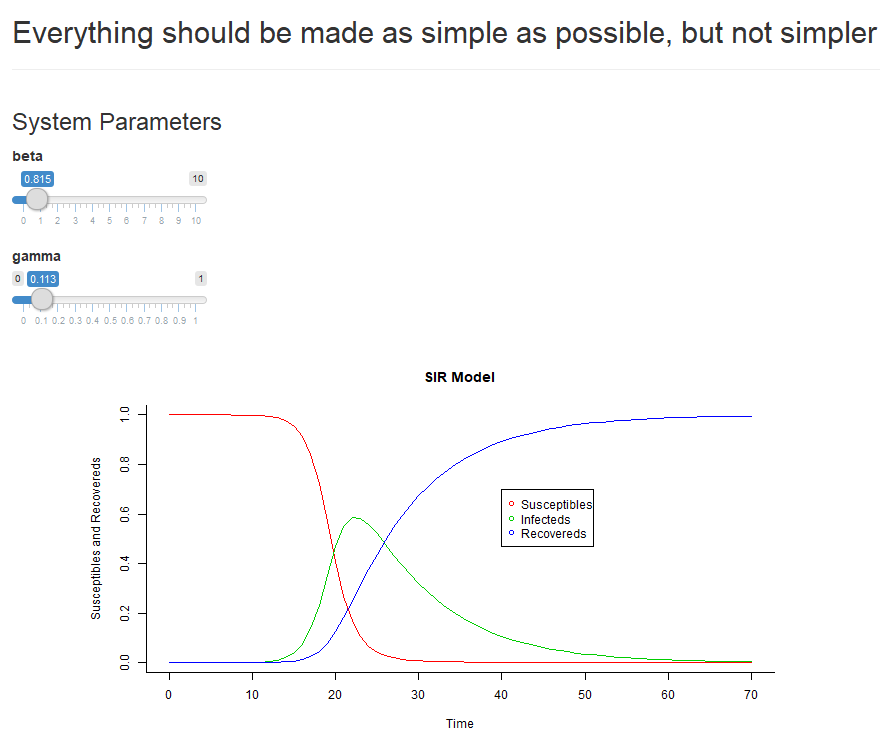 Everything should be made as simple as possible, but not simpler
System Parameters
beta
0.815 10
0 1 2 3 4 5 6 7 8 9 10
gamma
0 0.113 1
0 0.1 0.2 0.3 0.4 0.5 0.6 0.7 0.8 0.9 1
SIR Model
Susceptibles and Recovereds
1.0
0.8
0.6
0.4
0.2
0.0
Susceptibles
Infecteds
Recovereds
0 10 20 30 40 50 60 70
Time